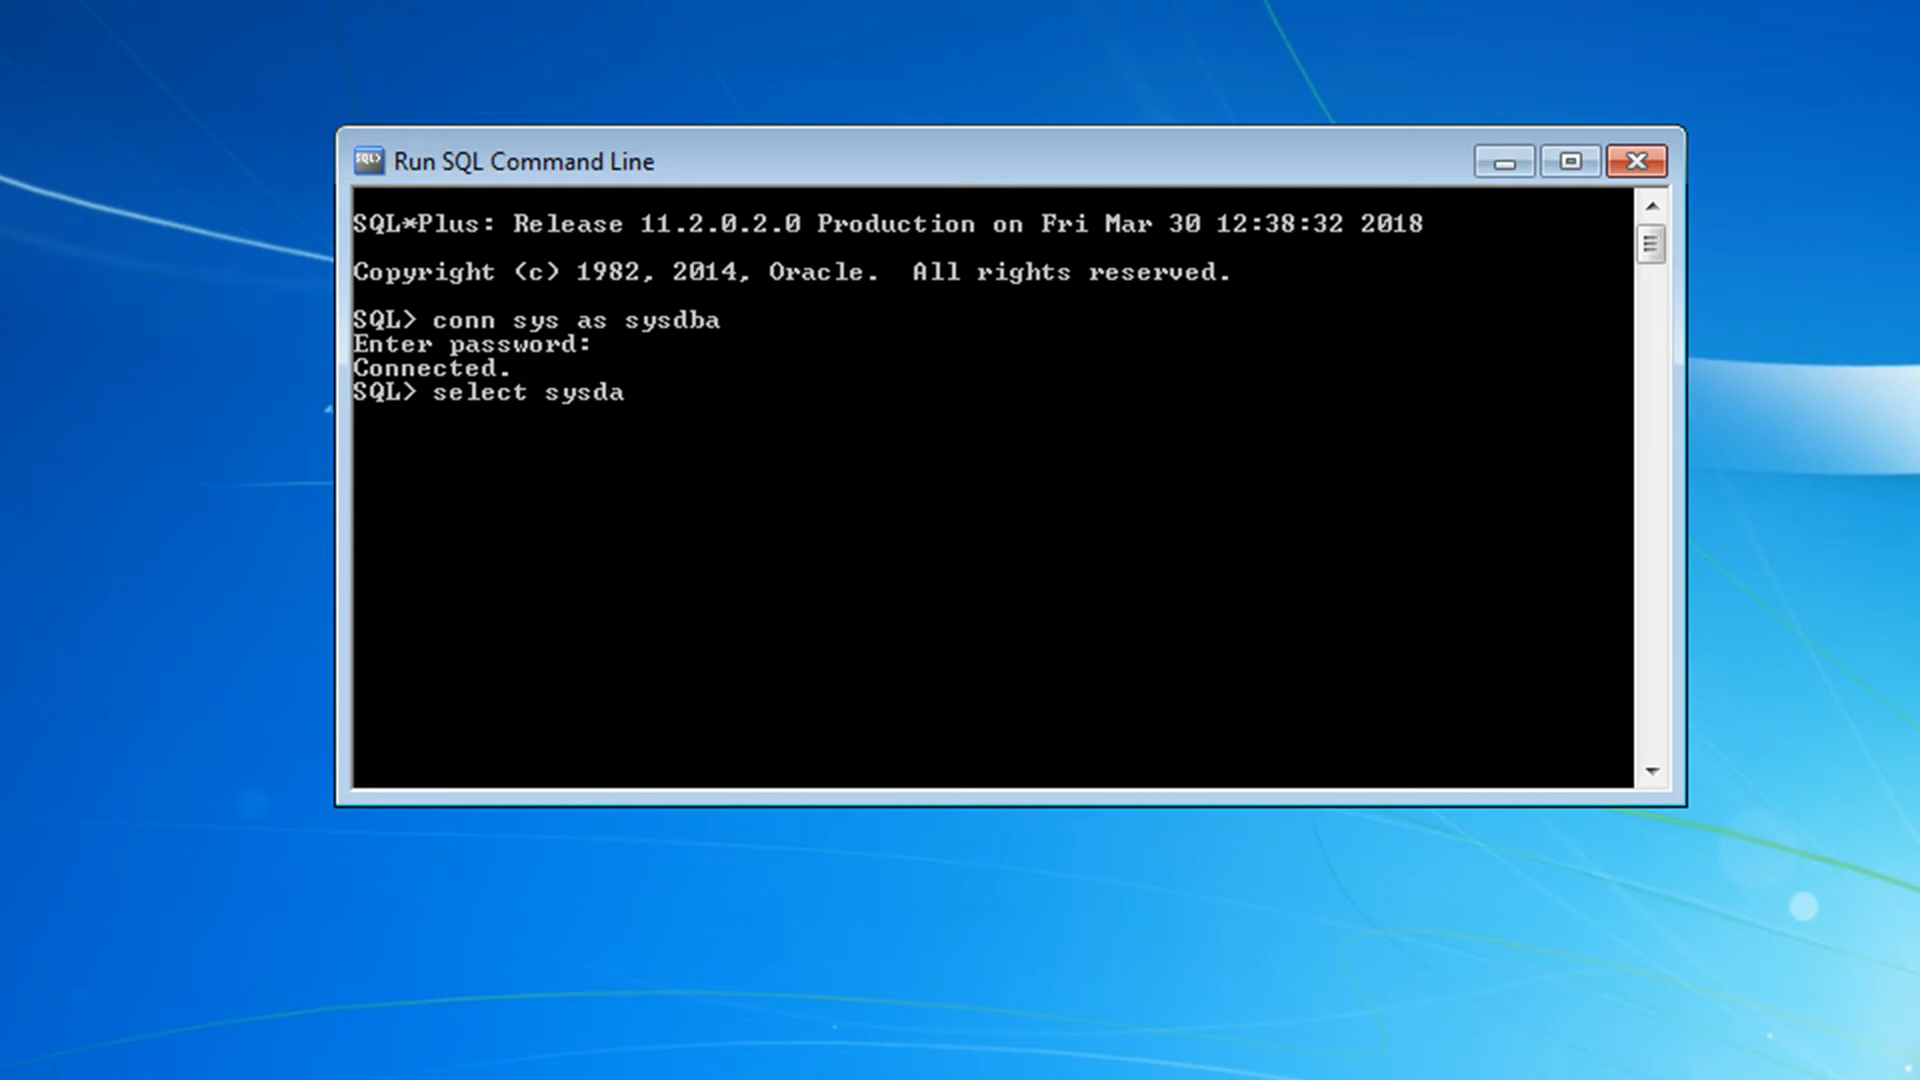 SQL>
Run SQL Command Line
SQL*Plus: Release 11.2.0.2.0 Production on Fri Mar 30 12:38:32 2018
Copyright (c) 1982, 2014, Oracle.  All rights reserved.
SQL> conn sys as sysdba
Enter password:
Connected.
SQL> select sysda